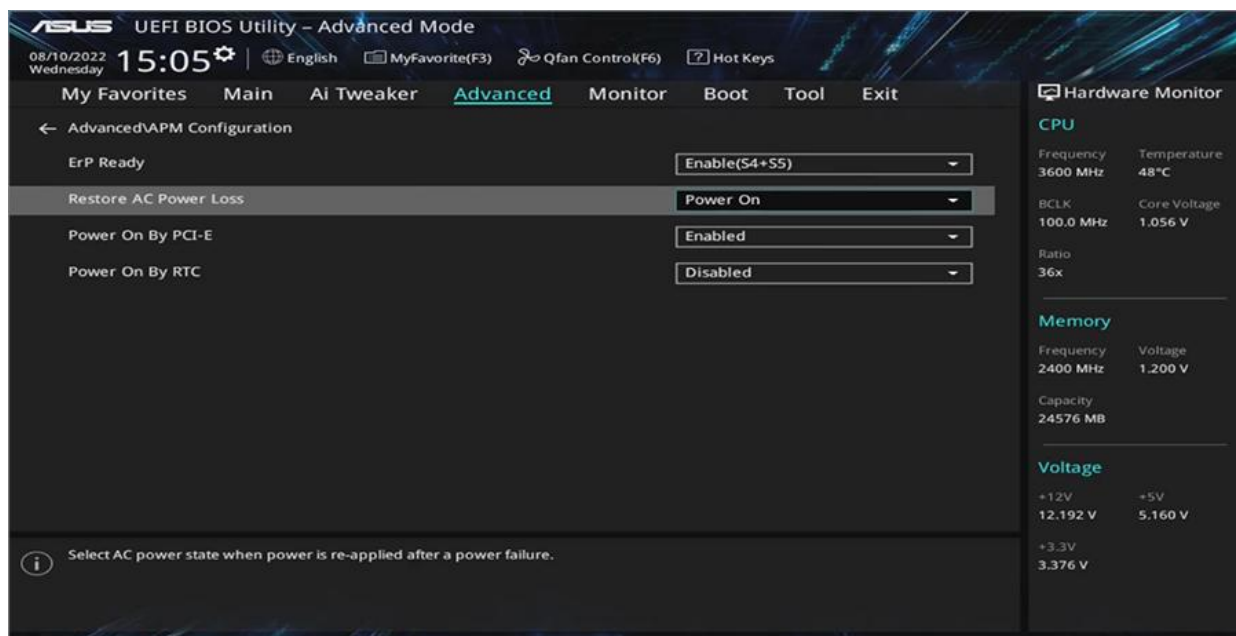 ASUS UEFI BIOS Utility – Advanced Mode
08/10/2022 Wednesday 15:05 English MyFavorite(F3) Qfan Control(F6) ? Hot Keys
My Favorites Main Ai Tweaker Advanced Monitor Boot Tool Exit
← Advanced\APM Configuration
ErP Ready Enable(S4+S5)
Restore AC Power Loss Power On
Power On By PCI-E Enabled
Power On By RTC Disabled
Select AC power state when power is re-applied after a power failure.
Hardware Monitor
CPU
Frequency Temperature
3600 MHz 48°C
BCLK Core Voltage
100.0 MHz 1.056 V
Ratio
36x
Memory
Frequency Voltage
2400 MHz 1.200 V
Capacity
24576 MB
Voltage
+12V +5V
12.192 V 5.160 V
+3.3V
3.376 V